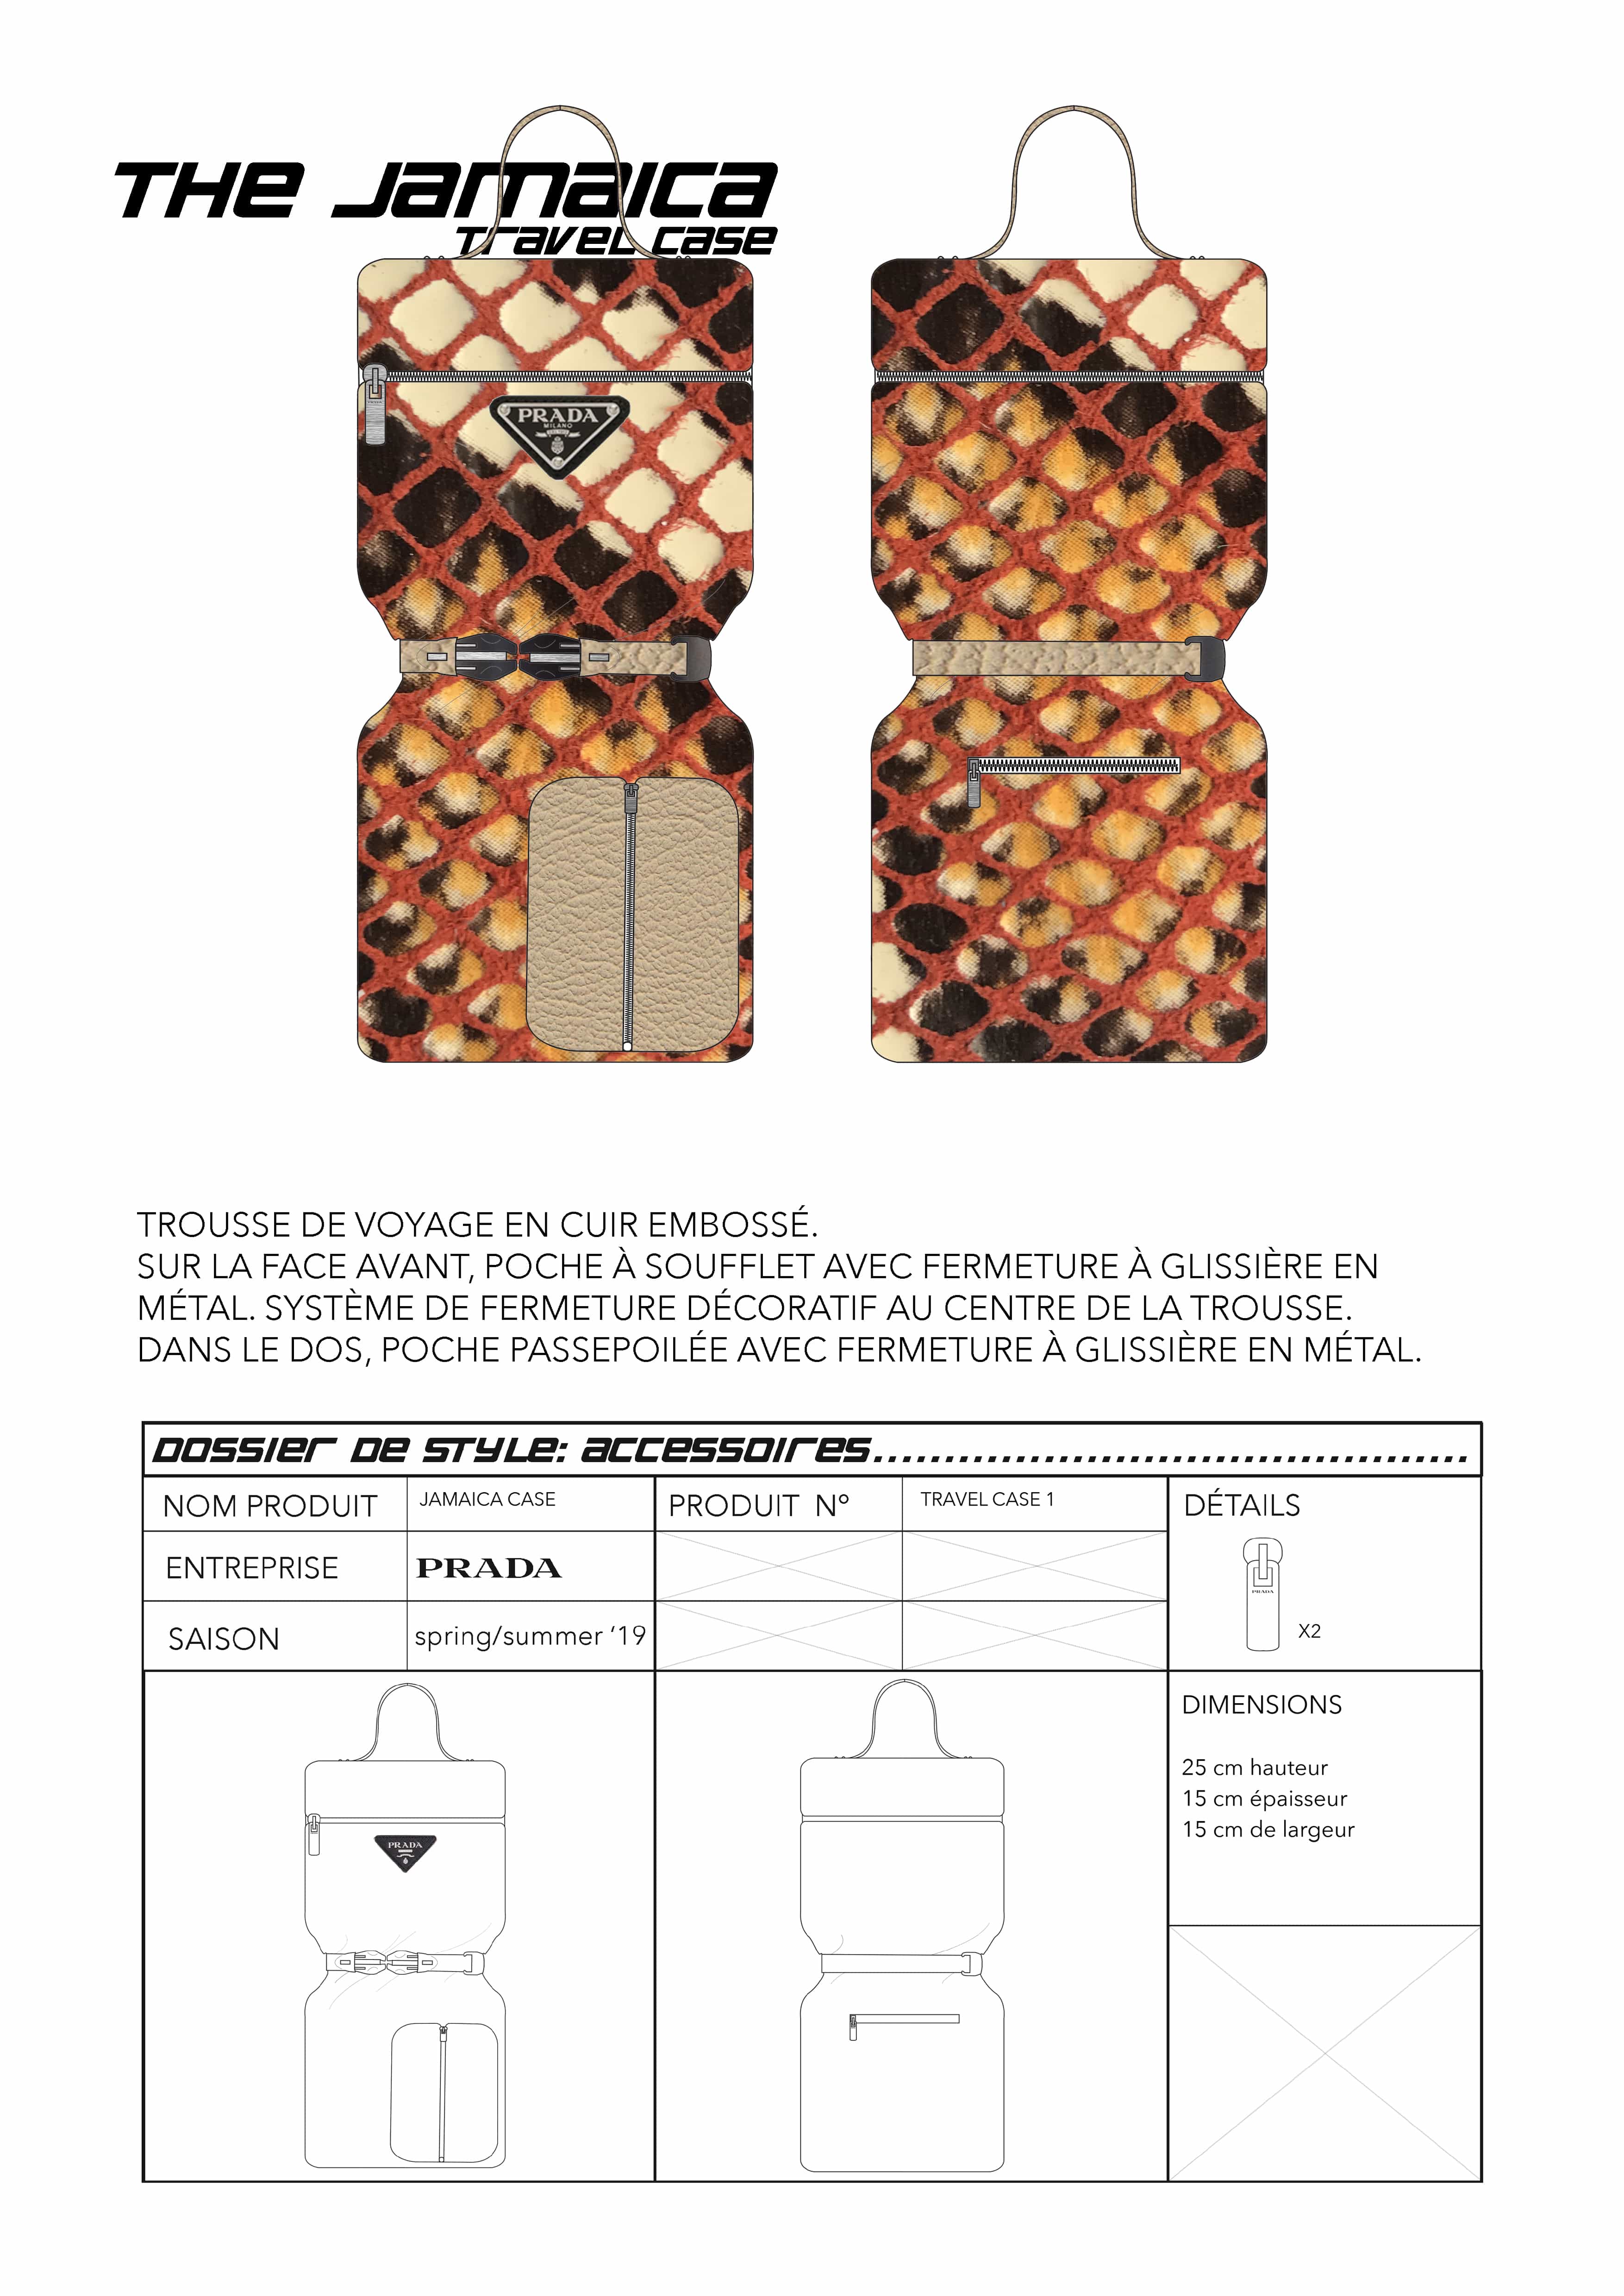 THE JAMAICA
TRAVEL CASE
PRADA
MILANO
TROUSSE DE VOYAGE EN CUIR EMBOSSÉ.
SUR LA FACE AVANT, POCHE À SOUFFLET AVEC FERMETURE À GLISSIÈRE EN
MÉTAL. SYSTÈME DE FERMETURE DÉCORATIF AU CENTRE DE LA TROUSSE.
DANS LE DOS, POCHE PASSEPOILÉE AVEC FERMETURE À GLISSIÈRE EN MÉTAL.
DOSSIER DE STYLE: ACCESSOIRES..........................................
NOM PRODUIT
JAMAICA CASE
PRODUIT N°
TRAVEL CASE 1
DÉTAILS
ENTREPRISE
PRADA
PRADA
X2
SAISON
spring/summer ‘19
DIMENSIONS
25 cm hauteur
15 cm épaisseur
15 cm de largeur
PRADA